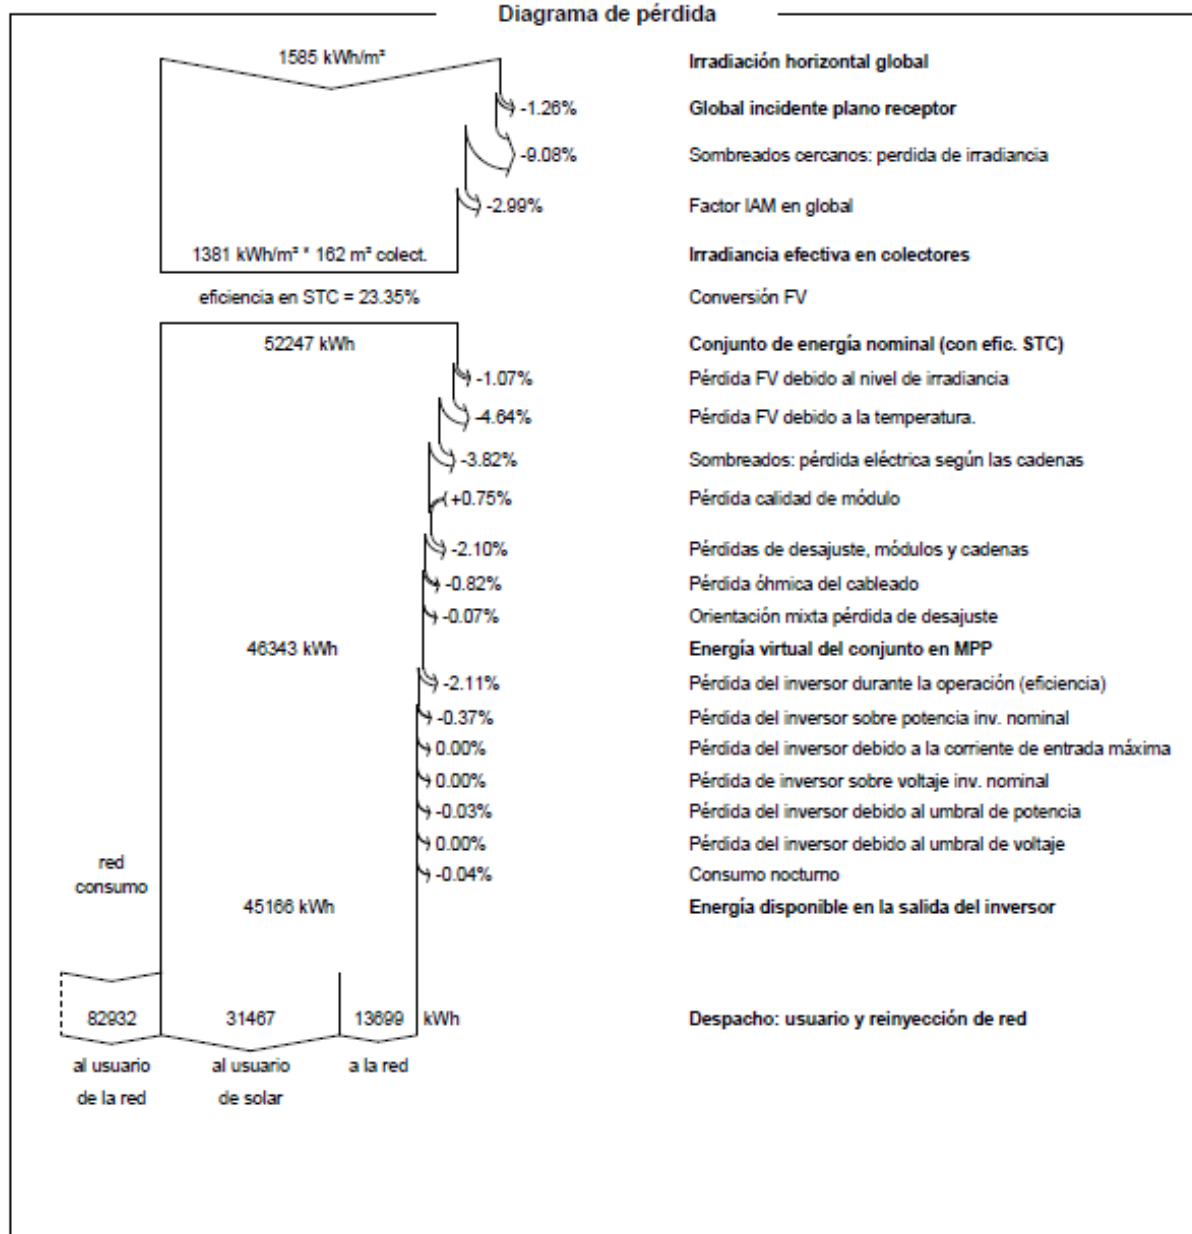 Diagrama de pérdida
1585 kWh/m² Irradiación horizontal global
-1.26% Global incidente plano receptor
-9.08% Sombreados cercanos: perdida de irradiancia
-2.99% Factor IAM en global
1381 kWh/m² * 162 m² colect. Irradiancia efectiva en colectores
eficiencia en STC = 23.35% Conversión FV
52247 kWh Conjunto de energía nominal (con efic. STC)
-1.07% Pérdida FV debido al nivel de irradiancia
-4.64% Pérdida FV debido a la temperatura.
-3.82% Sombreados: pérdida eléctrica según las cadenas
+0.75% Pérdida calidad de módulo
-2.10% Pérdidas de desajuste, módulos y cadenas
-0.82% Pérdida óhmica del cableado
-0.07% Orientación mixta pérdida de desajuste
46343 kWh Energía virtual del conjunto en MPP
-2.11% Pérdida del inversor durante la operación (eficiencia)
-0.37% Pérdida del inversor sobre potencia inv. nominal
0.00% Pérdida del inversor debido a la corriente de entrada máxima
0.00% Pérdida de inversor sobre voltaje inv. nominal
-0.03% Pérdida del inversor debido al umbral de potencia
0.00% Pérdida del inversor debido al umbral de voltaje
red
consumo
-0.04% Consumo nocturno
45166 kWh Energía disponible en la salida del inversor
82932 31467 13699 kWh Despacho: usuario y reinyección de red
al usuario al usuario a la red
de la red de solar